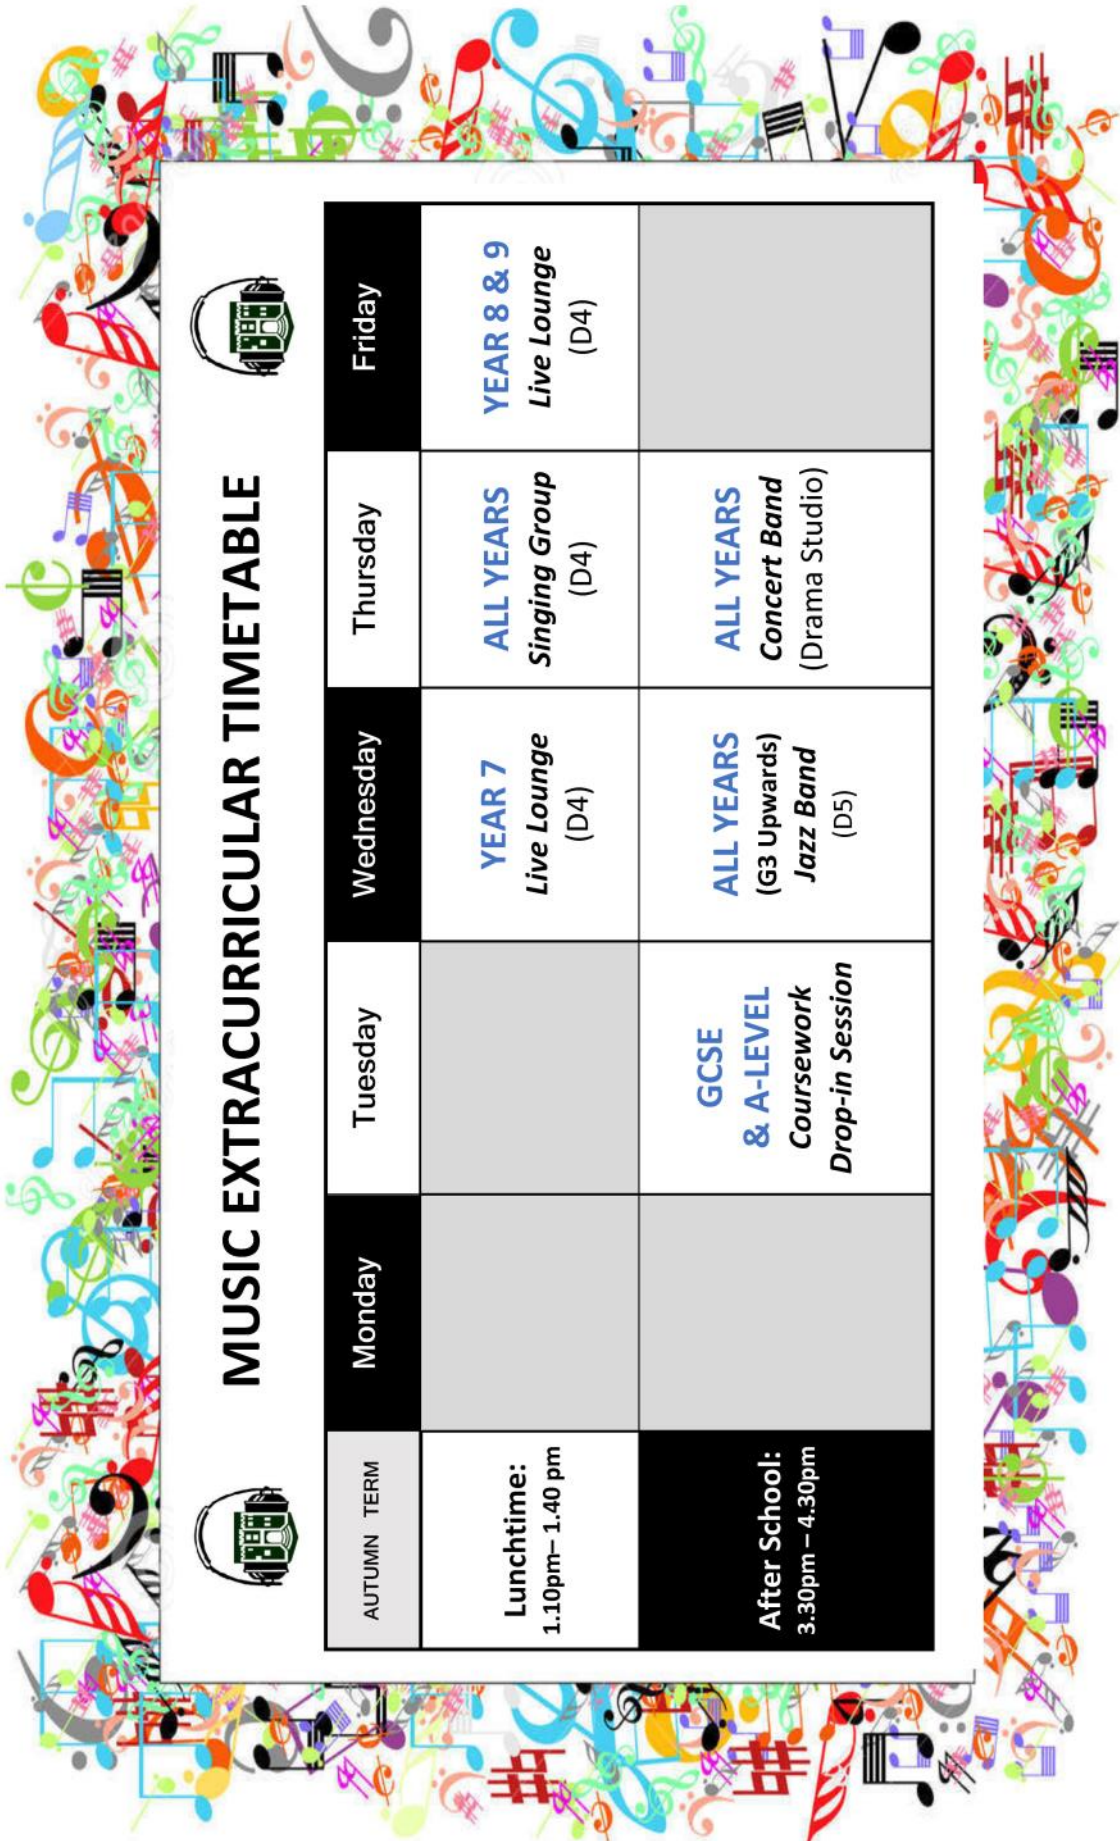 MUSIC EXTRACURRICULAR TIMETABLE
AUTUMN TERM
Monday
Tuesday
Wednesday
Thursday
Friday
Lunchtime:
1.10pm– 1.40 pm
YEAR 7
Live Lounge
(D4)
ALL YEARS
Singing Group
(D4)
YEAR 8 & 9
Live Lounge
(D4)
After School:
3.30pm – 4.30pm
GCSE
& A-LEVEL
Coursework
Drop-in Session
ALL YEARS
(G3 Upwards)
Jazz Band
(D5)
ALL YEARS
Concert Band
(Drama Studio)